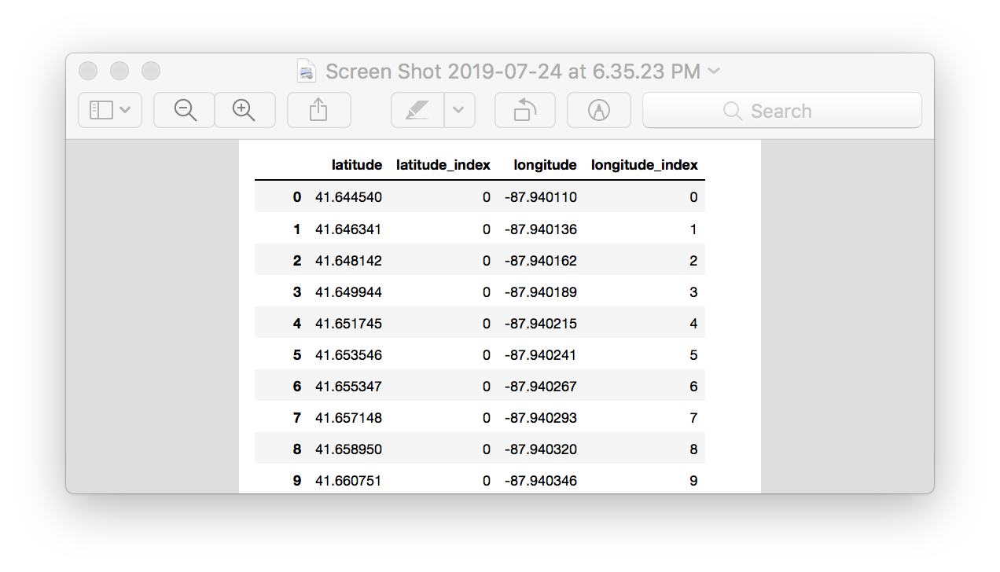 Screen Shot 2019-07-24 at 6.35.23 PM
Search
latitude latitude_index longitude longitude_index
0 41.644540 0 -87.940110 0
1 41.646341 0 -87.940136 1
2 41.648142 0 -87.940162 2
3 41.649944 0 -87.940189 3
4 41.651745 0 -87.940215 4
5 41.653546 0 -87.940241 5
6 41.655347 0 -87.940267 6
7 41.657148 0 -87.940293 7
8 41.658950 0 -87.940320 8
9 41.660751 0 -87.940346 9